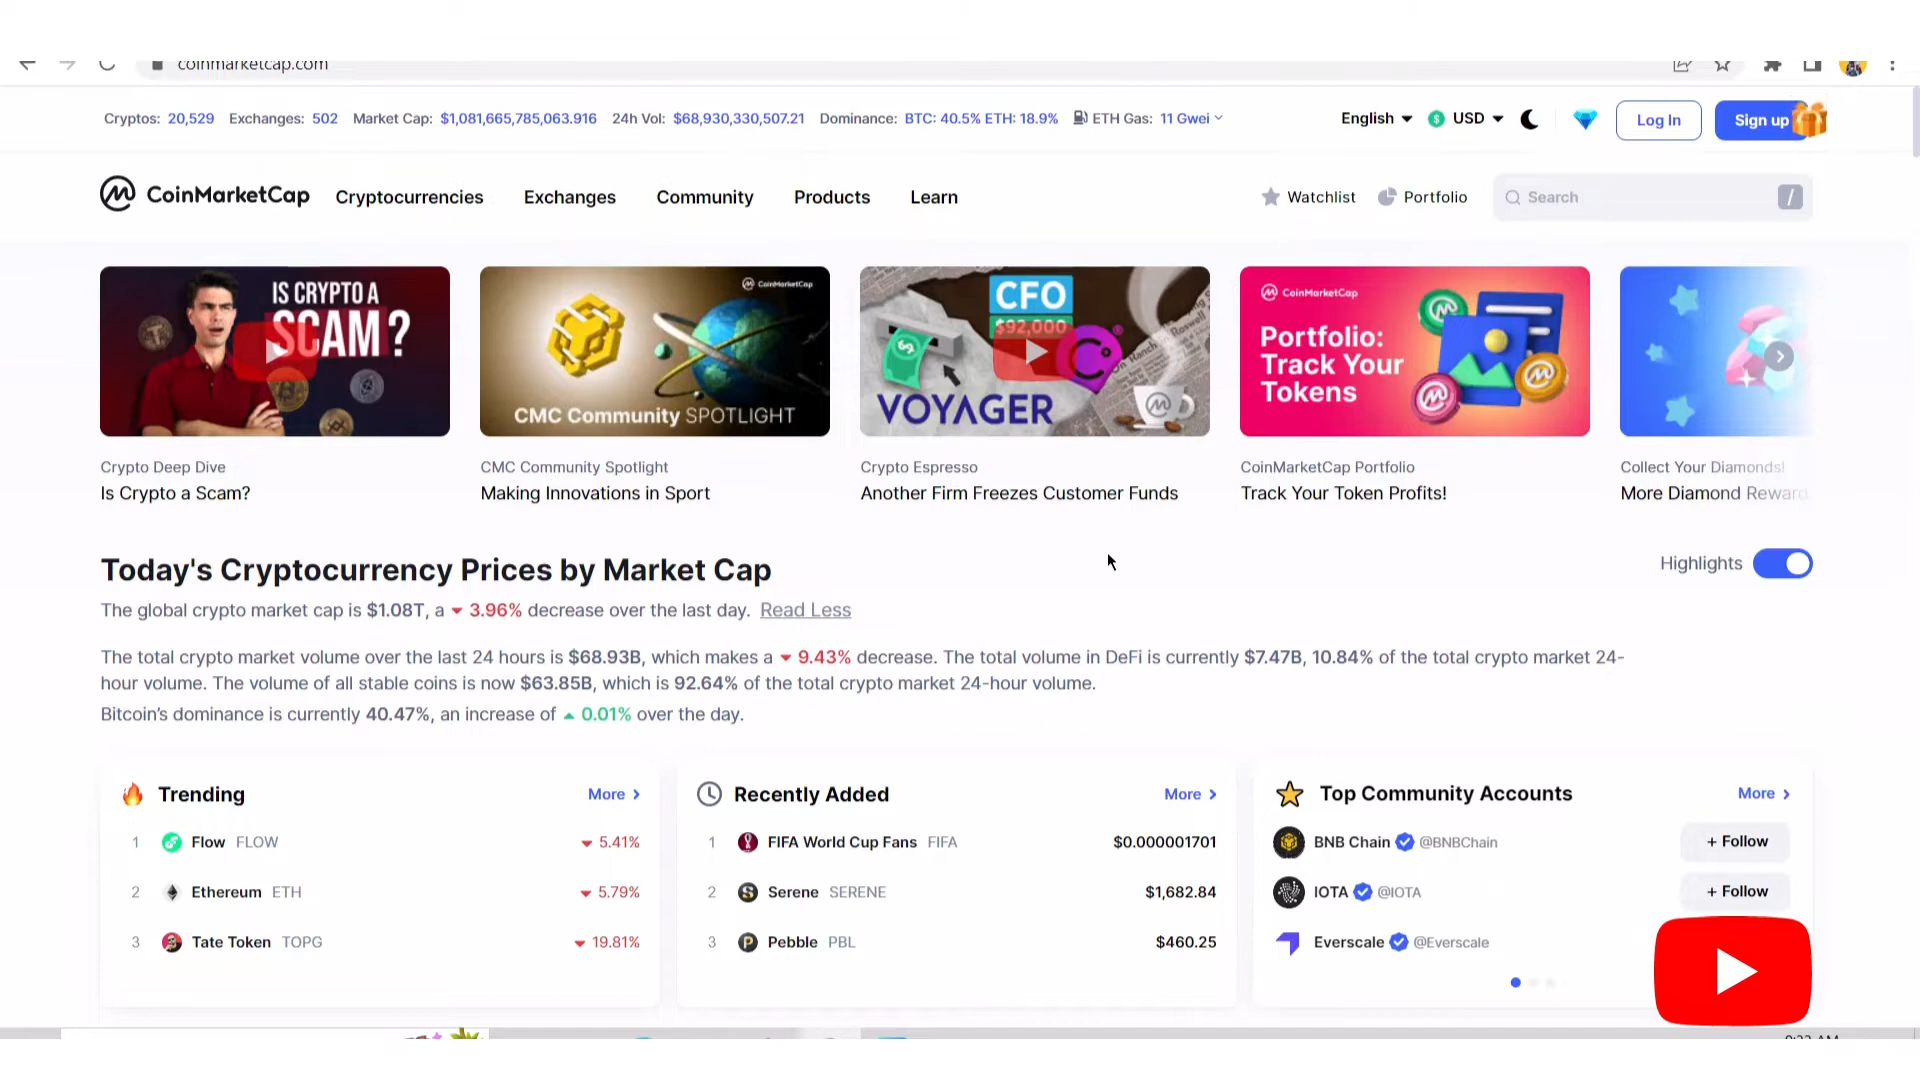 coinmarketcap.com
Cryptos: 20,529 Exchanges: 502 Market Cap: $1,081,665,785,063.916 24h Vol: $68,930,330,507.21 Dominance: BTC: 40.5% ETH: 18.9% ETH Gas: 11 Gwei English USD Log In Sign up
CoinMarketCap Cryptocurrencies Exchanges Community Products Learn Watchlist Portfolio Search /
IS CRYPTO A
SCAM?
CoinMarketCap
CMC Community SPOTLIGHT
CFO
$92,000
VOYAGER
CoinMarketCap
Portfolio:
Track Your
Tokens
Crypto Deep Dive
Is Crypto a Scam?
CMC Community Spotlight
Making Innovations in Sport
Crypto Espresso
Another Firm Freezes Customer Funds
CoinMarketCap Portfolio
Track Your Token Profits!
Collect Your Diamonds!
More Diamond Reward
Today's Cryptocurrency Prices by Market Cap
Highlights
The global crypto market cap is $1.08T, a 3.96% decrease over the last day. Read Less
The total crypto market volume over the last 24 hours is $68.93B, which makes a 9.43% decrease. The total volume in DeFi is currently $7.47B, 10.84% of the total crypto market 24-
hour volume. The volume of all stable coins is now $63.85B, which is 92.64% of the total crypto market 24-hour volume.
Bitcoin’s dominance is currently 40.47%, an increase of 0.01% over the day.
Trending More
1 Flow FLOW 5.41%
2 Ethereum ETH 5.79%
3 Tate Token TOPG 19.81%
Recently Added More
1 FIFA World Cup Fans FIFA $0.000001701
2 Serene SERENE $1,682.84
3 Pebble PBL $460.25
Top Community Accounts More
BNB Chain @BNBChain + Follow
IOTA @IOTA + Follow
Everscale @Everscale